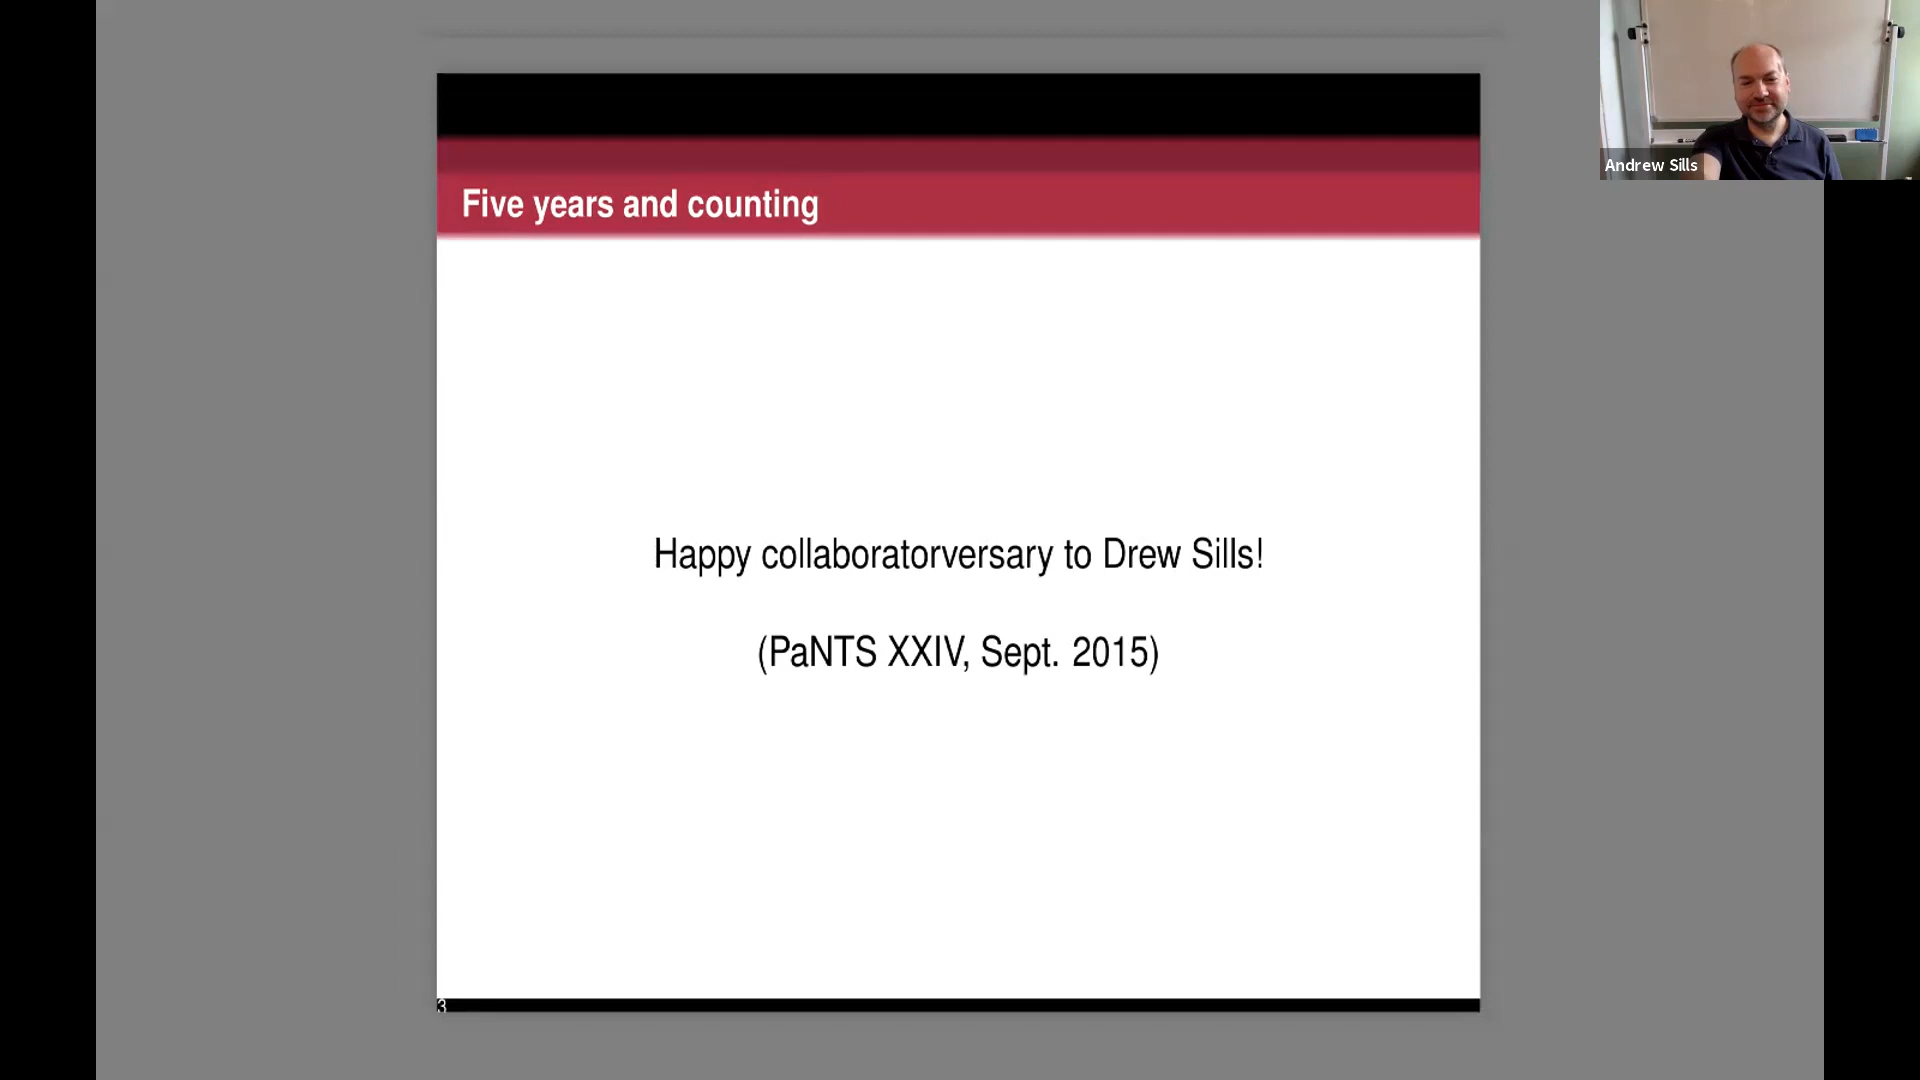 Five years and counting
Happy collaboratorversary to Drew Sills!
(PaNTS XXIV, Sept. 2015)
3
Andrew Sills